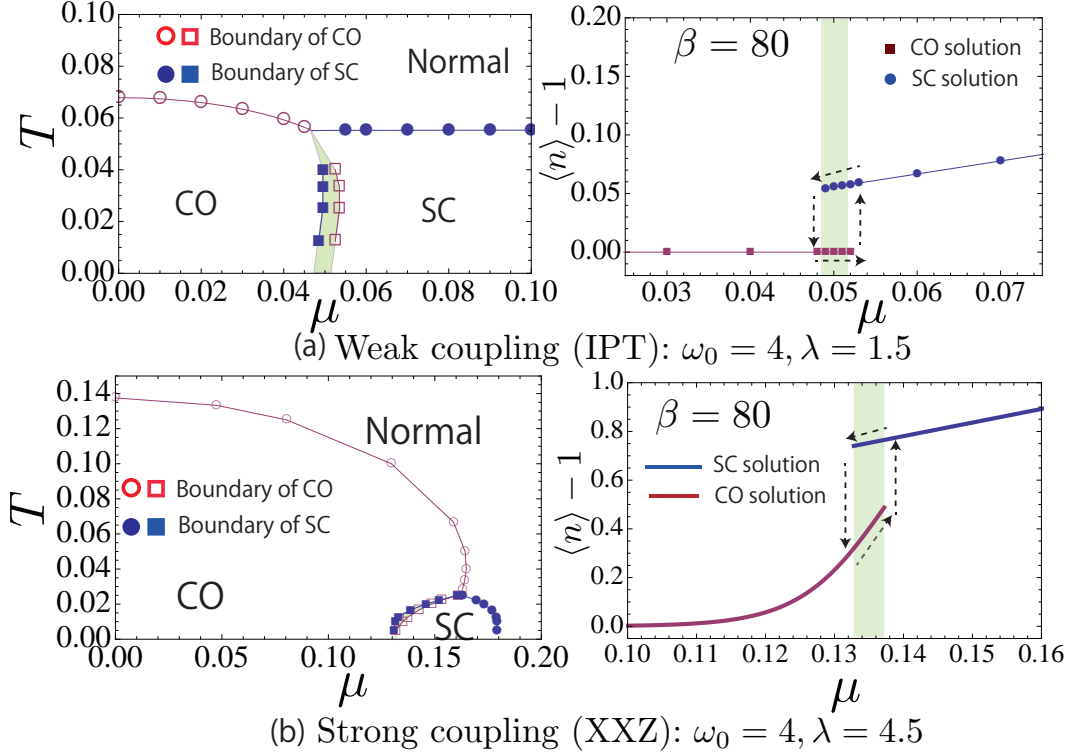 0.10
0.08
0.06
0.04
0.02
0.00
T
Boundary of CO
Boundary of SC
Normal
CO
SC
0.00 0.02 0.04 0.06 0.08 0.10
μ
0.20
0.15
0.10
0.05
0.00
⟨n⟩ − 1
β = 80
CO solution
SC solution
0.03 0.04 0.05 0.06 0.07
μ
(a) Weak coupling (IPT): ω₀ = 4, λ = 1.5
0.14
0.12
0.10
0.08
0.06
0.04
0.02
0.00
T
Normal
Boundary of CO
Boundary of SC
CO
SC
0.00 0.05 0.10 0.15 0.20
μ
1.0
0.8
0.6
0.4
0.2
0.0
⟨n⟩ − 1
β = 80
SC solution
CO solution
0.10 0.11 0.12 0.13 0.14 0.15 0.16
μ
(b) Strong coupling (XXZ): ω₀ = 4, λ = 4.5